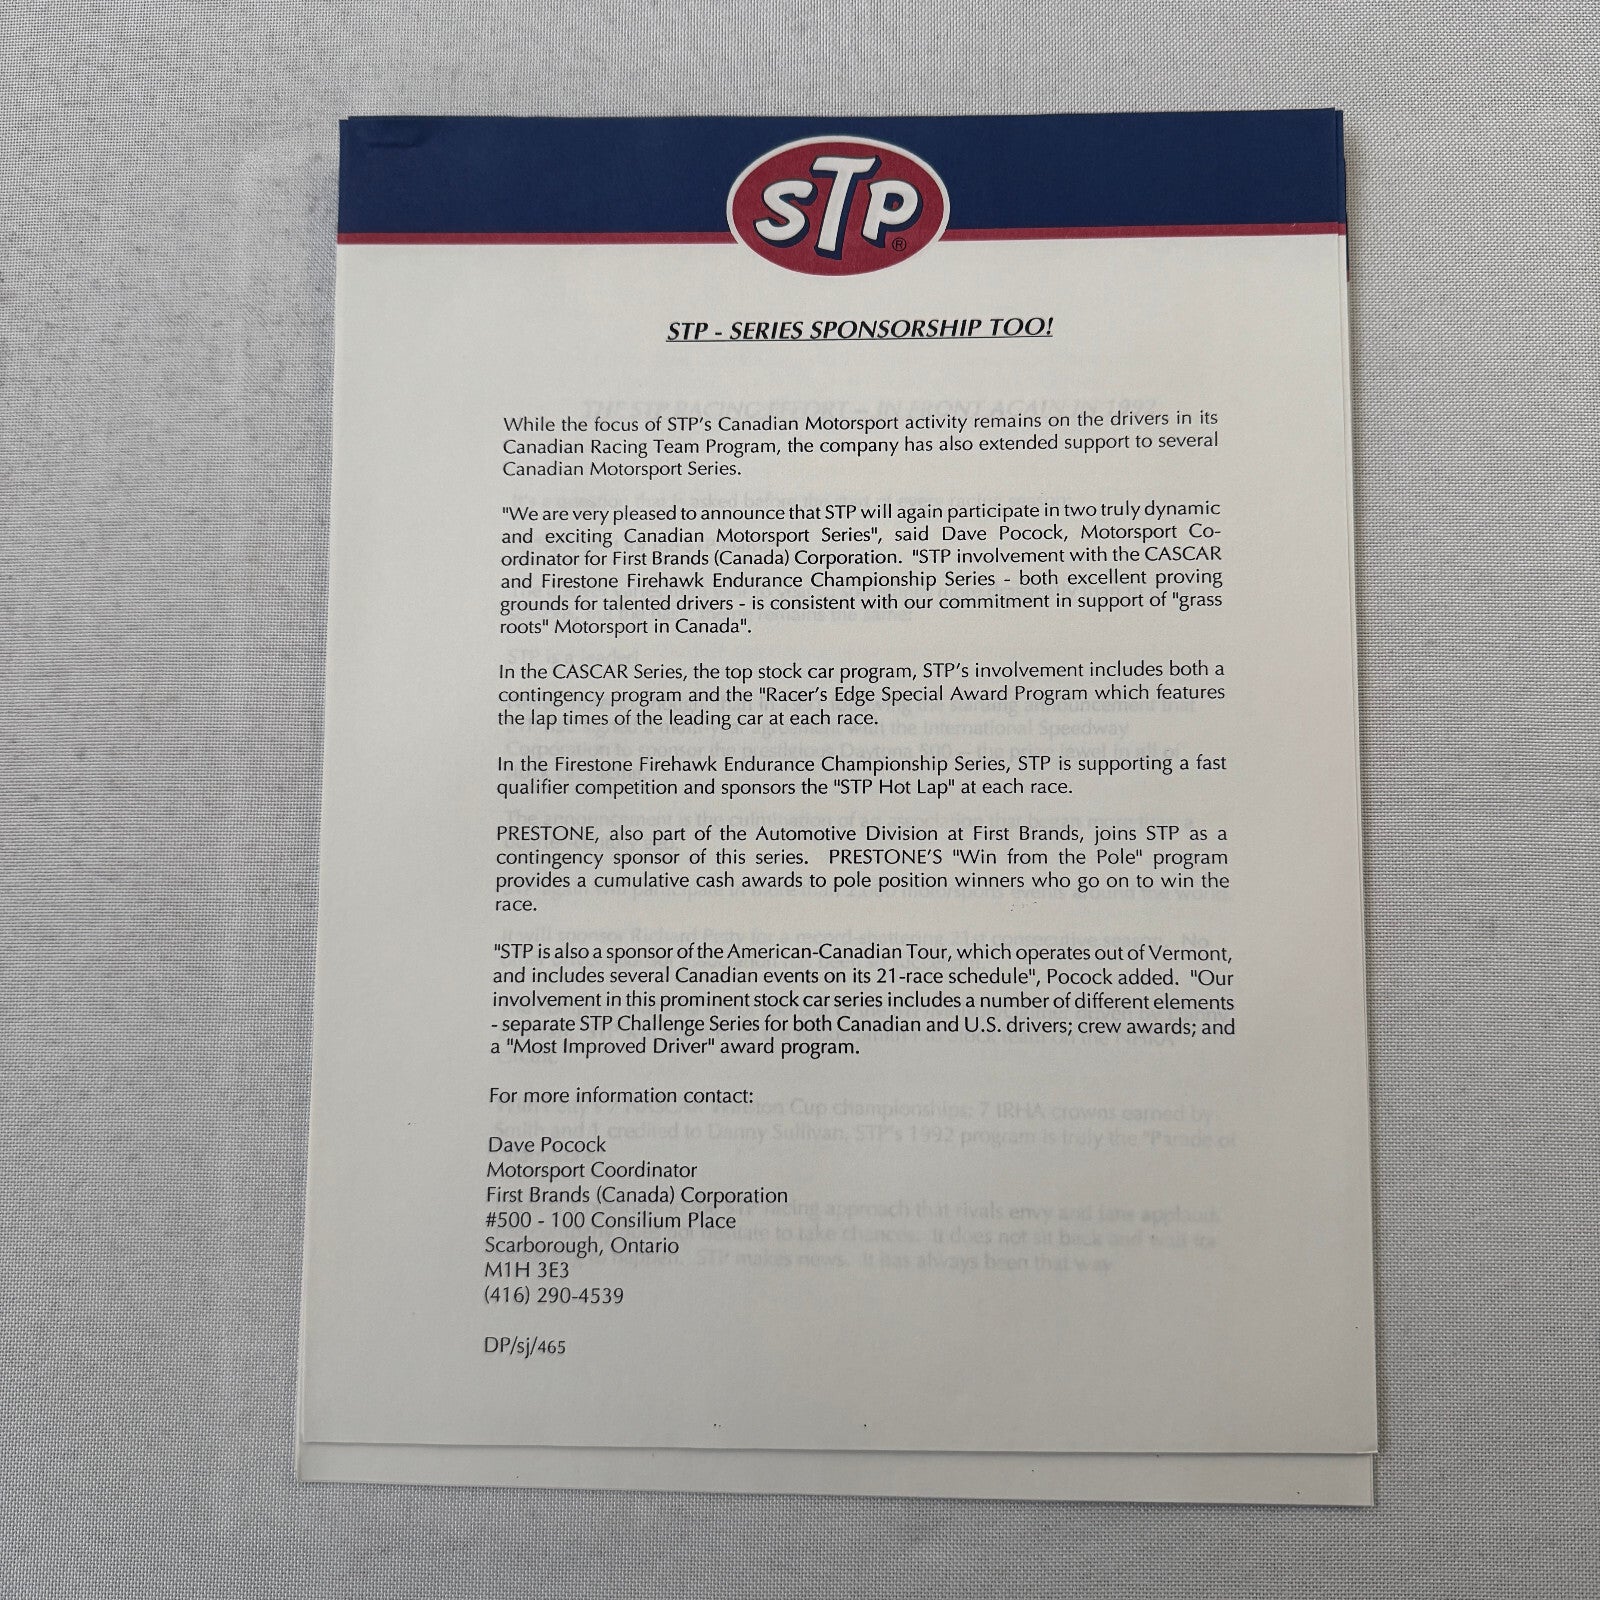 STP®
STP - SERIES SPONSORSHIP TOO!
While the focus of STP's Canadian Motorsport activity remains on the drivers in its
Canadian Racing Team Program, the company has also extended support to several
Canadian Motorsport Series.
"We are very pleased to announce that STP will again participate in two truly dynamic
and exciting Canadian Motorsport Series", said Dave Pocock, Motorsport Co-
ordinator for First Brands (Canada) Corporation. "STP involvement with the CASCAR
and Firestone Firehawk Endurance Championship Series - both excellent proving
grounds for talented drivers - is consistent with our commitment in support of "grass
roots" Motorsport in Canada".
In the CASCAR Series, the top stock car program, STP's involvement includes both a
contingency program and the "Racer's Edge Special Award Program which features
the lap times of the leading car at each race.
In the Firestone Firehawk Endurance Championship Series, STP is supporting a fast
qualifier competition and sponsors the "STP Hot Lap" at each race.
PRESTONE, also part of the Automotive Division at First Brands, joins STP as a
contingency sponsor of this series. PRESTONE'S "Win from the Pole" program
provides a cumulative cash awards to pole position winners who go on to win the
race.
"STP is also a sponsor of the American-Canadian Tour, which operates out of Vermont,
and includes several Canadian events on its 21-race schedule", Pocock added. "Our
involvement in this prominent stock car series includes a number of different elements
- separate STP Challenge Series for both Canadian and U.S. drivers; crew awards; and
a "Most Improved Driver" award program.
For more information contact:
Dave Pocock
Motorsport Coordinator
First Brands (Canada) Corporation
#500 - 100 Consilium Place
Scarborough, Ontario
M1H 3E3
(416) 290-4539
DP/sj/465